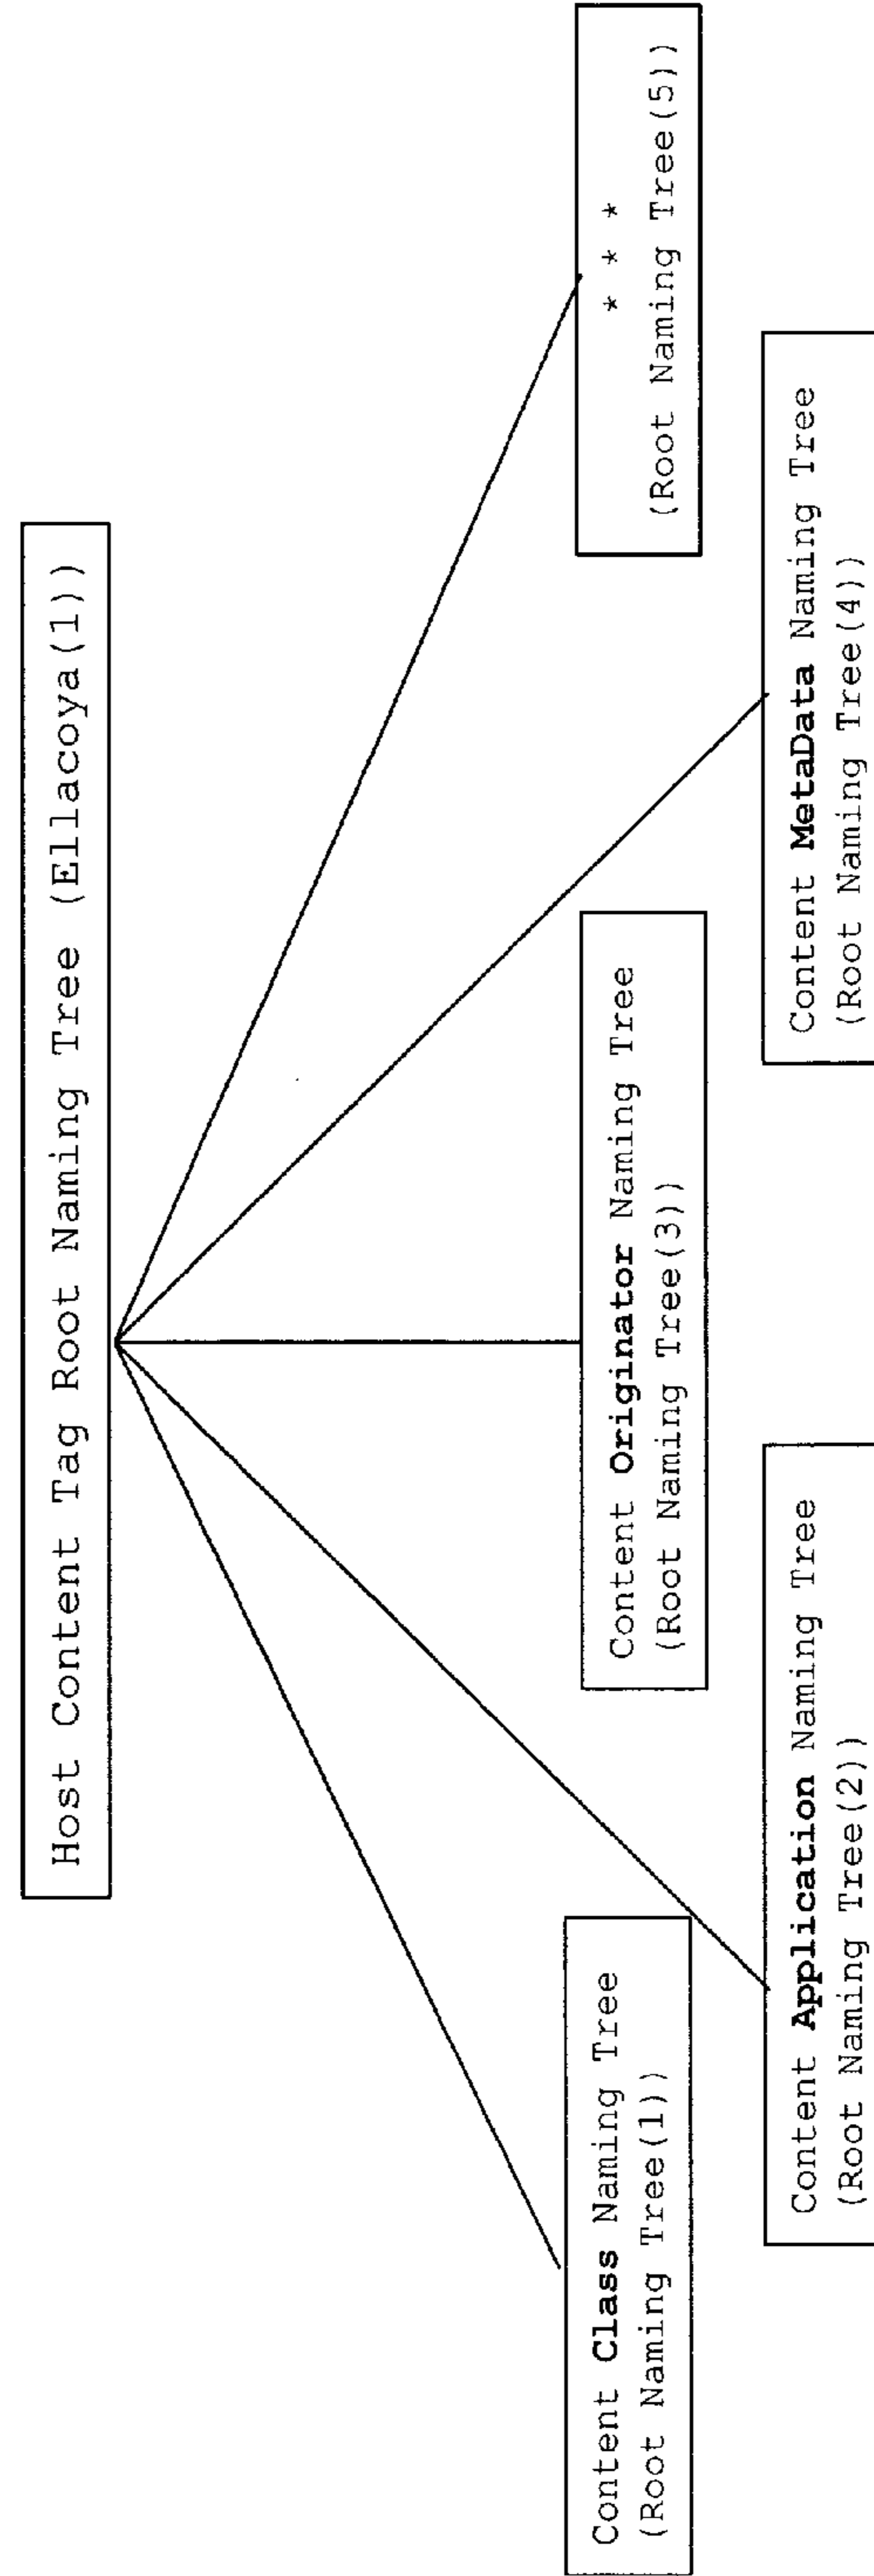 Host Content Tag Root Naming Tree (Ellacoya(1))
Content Class Naming Tree
(Root Naming Tree(1))
Content Application Naming Tree
(Root Naming Tree(2))
Content Originator Naming Tree
(Root Naming Tree(3))
Content MetaData Naming Tree
(Root Naming Tree(4))
* * *
(Root Naming Tree(5))